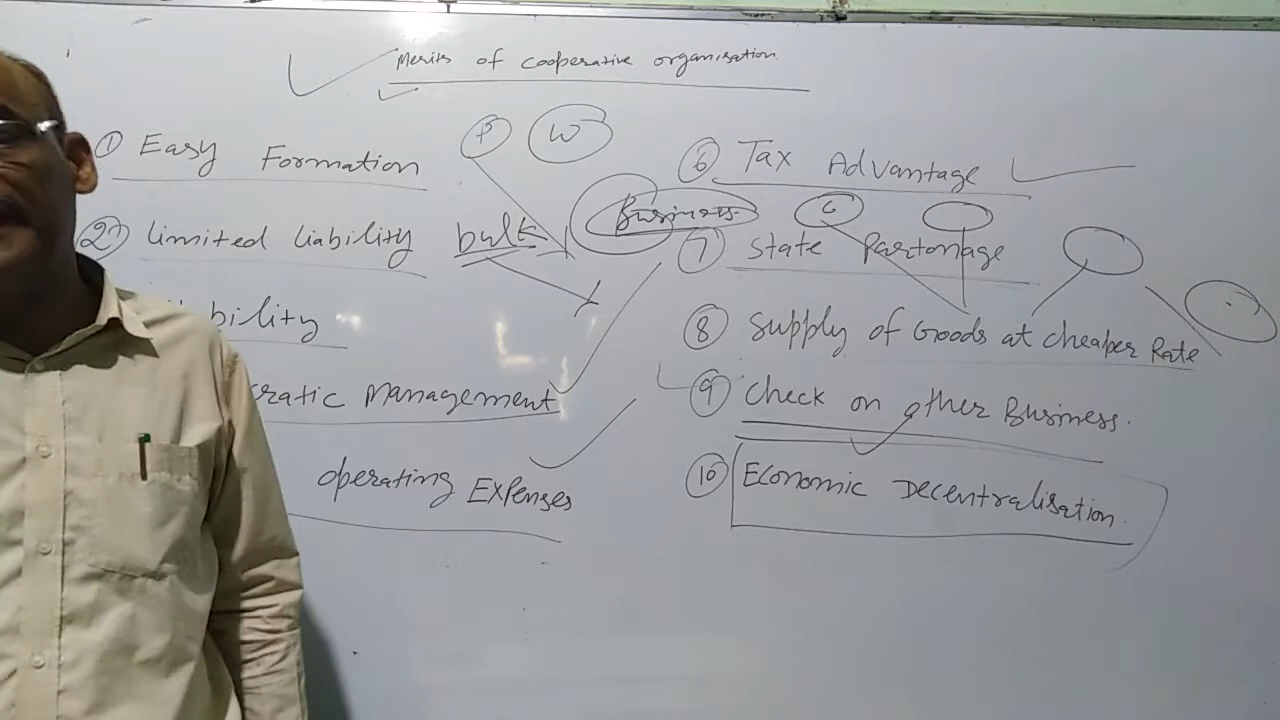 Merits of cooperative organisation.
① Easy Formation
② Limited Liability
bility
cratic Management
operating Expenses
P
W
bulk
Business
⑥ Tax Advantage
⑦ State Partonage
⑧ Supply of Goods at cheaper Rate
⑨ Check on other Business.
⑩ Economic Decentralisation.